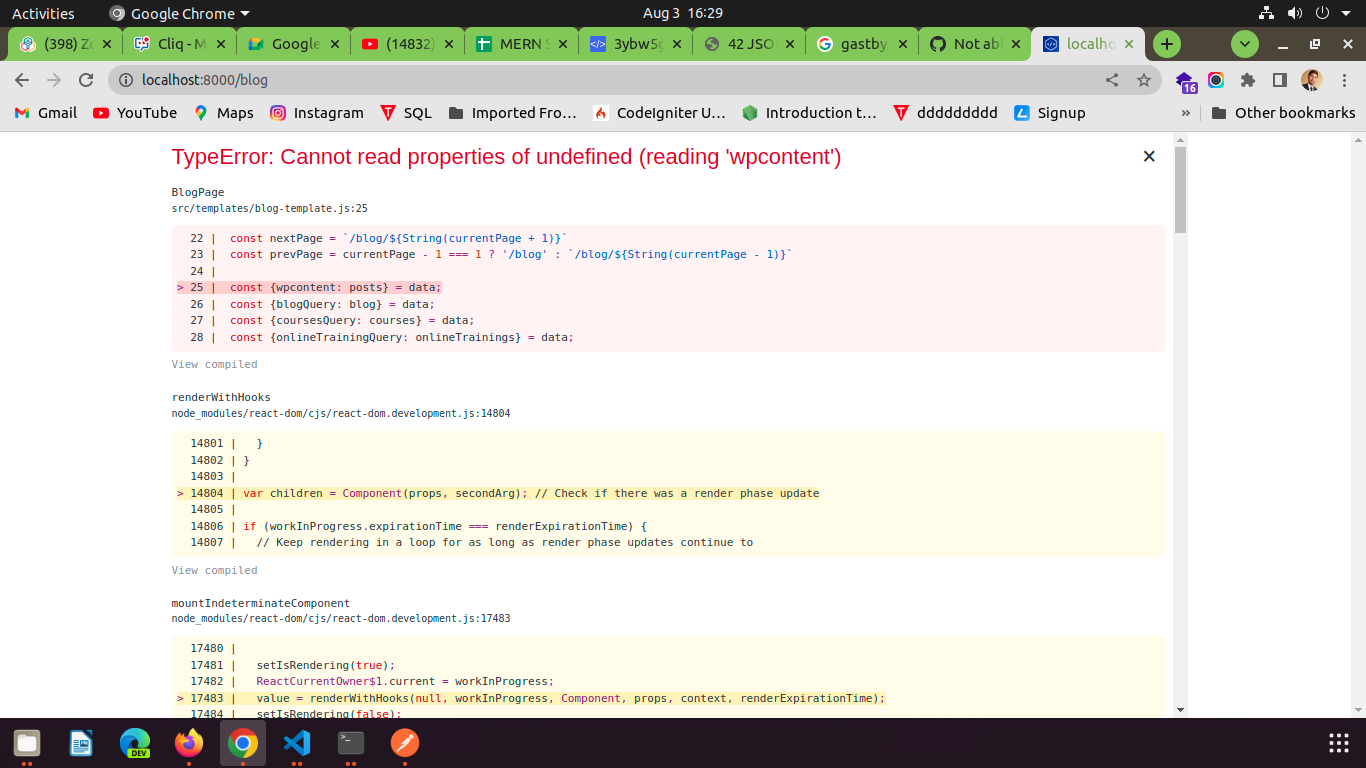 Activities
Google Chrome
Aug 3 16:29
(398) Zo
Cliq - M
Google
(14832)
MERN S
3ybw5g
42 JSO
gastby
Not abl
localho
localhost:8000/blog
16
Gmail
YouTube
Maps
Instagram
SQL
Imported Fro…
CodeIgniter U…
Introduction t…
ddddddddd
Signup
»
Other bookmarks
TypeError: Cannot read properties of undefined (reading 'wpcontent')
BlogPage
src/templates/blog-template.js:25
22 | const nextPage = `/blog/${String(currentPage + 1)}`
23 | const prevPage = currentPage - 1 === 1 ? '/blog' : `/blog/${String(currentPage - 1)}`
24 |
> 25 | const {wpcontent: posts} = data;
26 | const {blogQuery: blog} = data;
27 | const {coursesQuery: courses} = data;
28 | const {onlineTrainingQuery: onlineTrainings} = data;
View compiled
renderWithHooks
node_modules/react-dom/cjs/react-dom.development.js:14804
14801 | }
14802 | }
14803 |
> 14804 | var children = Component(props, secondArg); // Check if there was a render phase update
14805 |
14806 | if (workInProgress.expirationTime === renderExpirationTime) {
14807 | // Keep rendering in a loop for as long as render phase updates continue to
View compiled
mountIndeterminateComponent
node_modules/react-dom/cjs/react-dom.development.js:17483
17480 |
17481 | setIsRendering(true);
17482 | ReactCurrentOwner$1.current = workInProgress;
> 17483 | value = renderWithHooks(null, workInProgress, Component, props, context, renderExpirationTime);
17484 | setIsRendering(false);
DEV